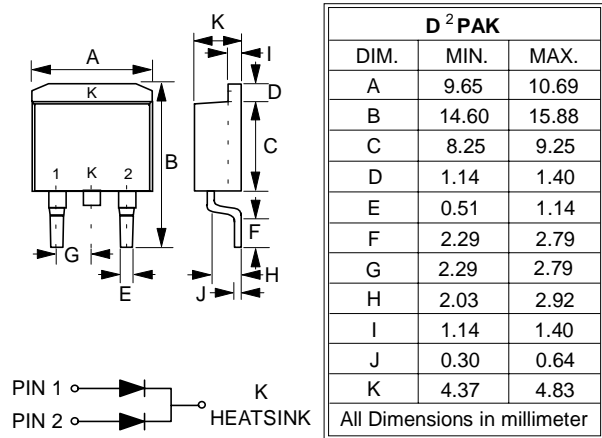 K
I
A
D
K
C
B
1 K 2
F
G
H
E
J
PIN 1
K
PIN 2
HEATSINK
D ² PAK
DIM. MIN. MAX.
A 9.65 10.69
B 14.60 15.88
C 8.25 9.25
D 1.14 1.40
E 0.51 1.14
F 2.29 2.79
G 2.29 2.79
H 2.03 2.92
I 1.14 1.40
J 0.30 0.64
K 4.37 4.83
All Dimensions in millimeter